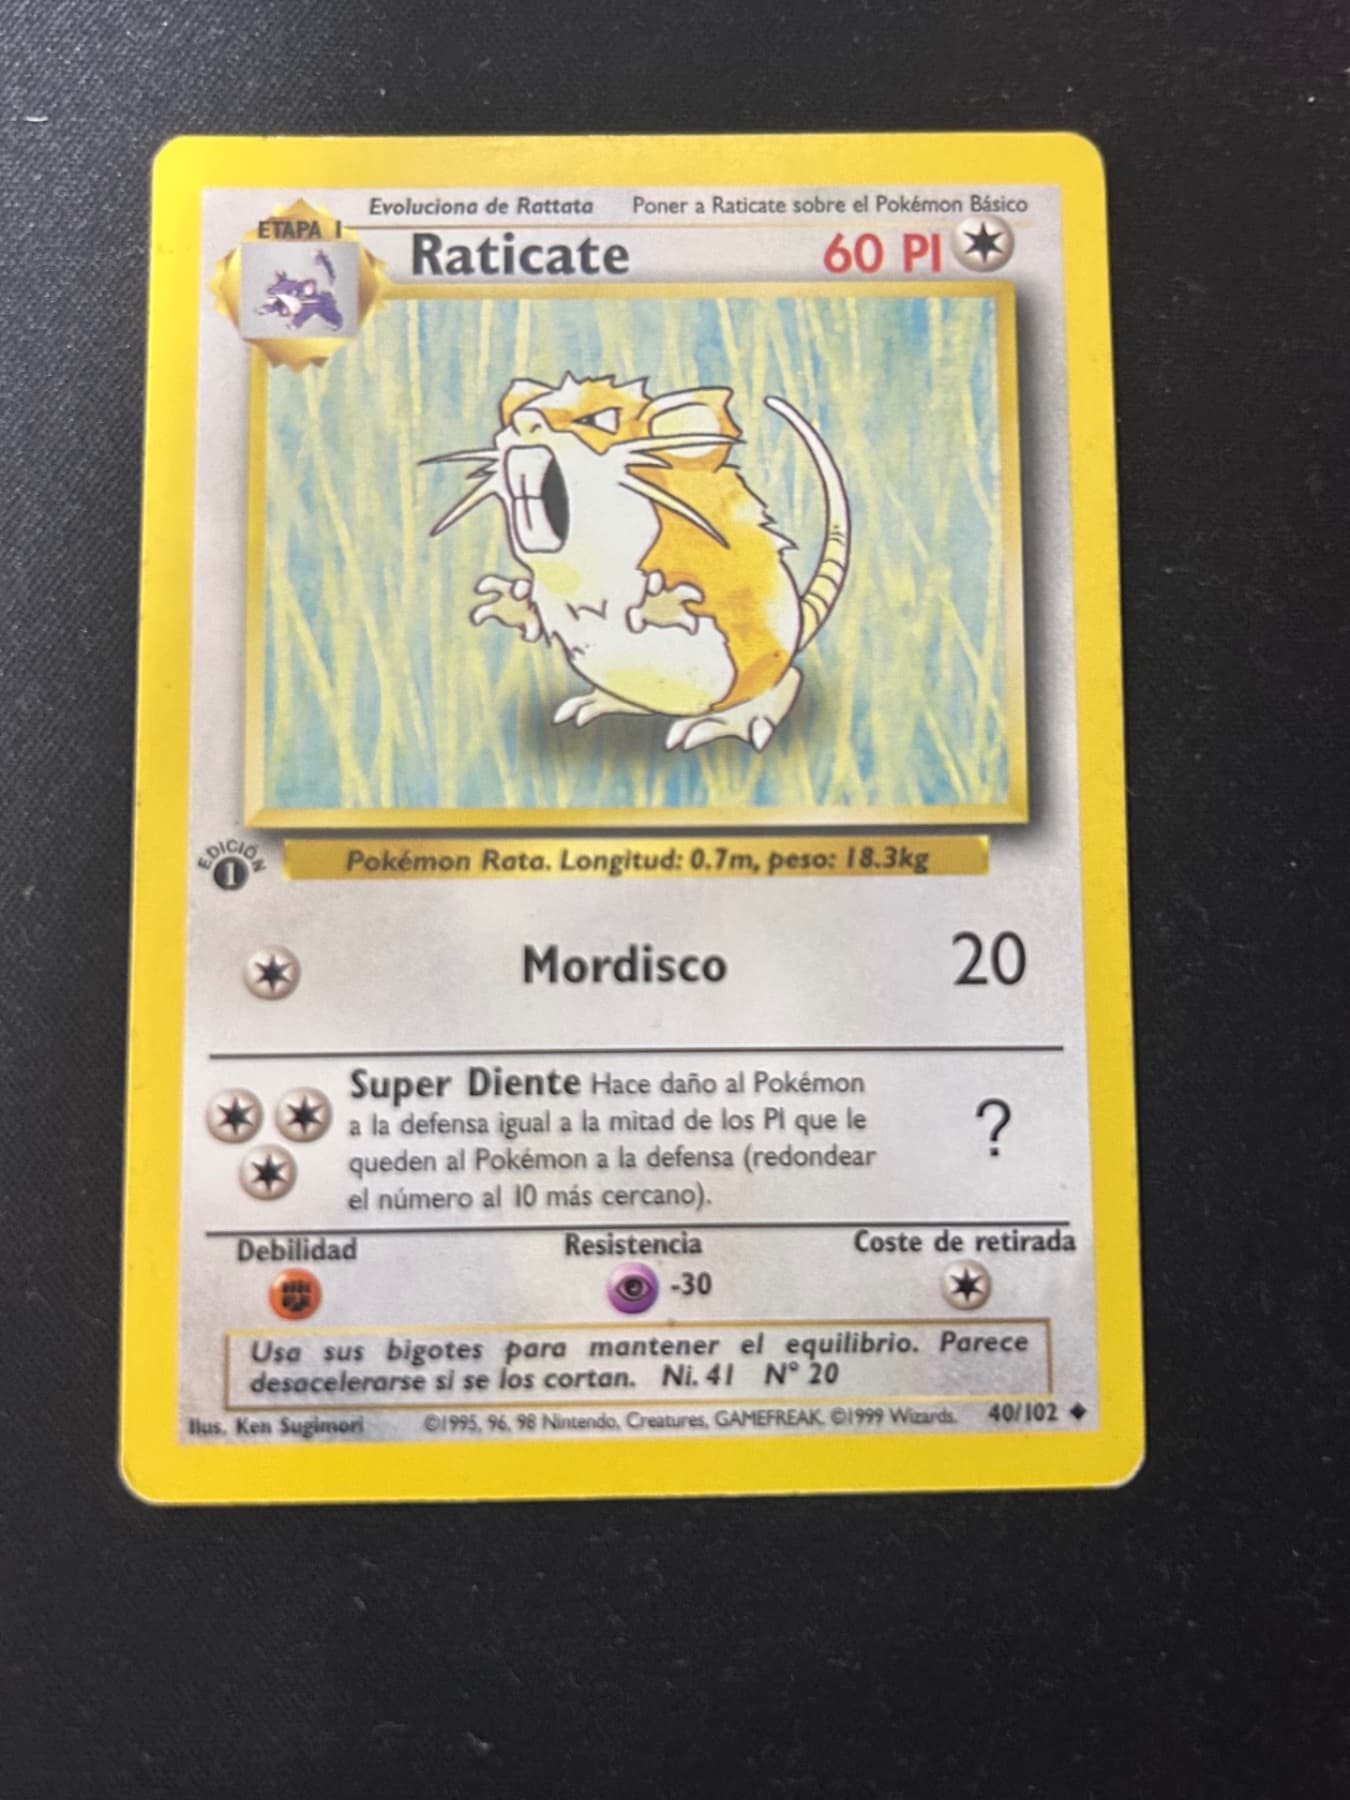 Evoluciona de Rattata Poner a Raticate sobre el Pokémon Básico
ETAPA 1
Raticate 60 PI
EDICIÓN
1
Pokémon Rata. Longitud: 0.7m, peso: 18.3kg
Mordisco 20
Super Diente Hace daño al Pokémon
a la defensa igual a la mitad de los PI que le
queden al Pokémon a la defensa (redondear
el número al 10 más cercano).
?
Debilidad Resistencia Coste de retirada
-30
Usa sus bigotes para mantener el equilibrio. Parece
desacelerarse si se los cortan. Ni. 41 N° 20
Ilus. Ken Sugimori ©1995, 96, 98 Nintendo, Creatures, GAMEFREAK. ©1999 Wizards. 40/102